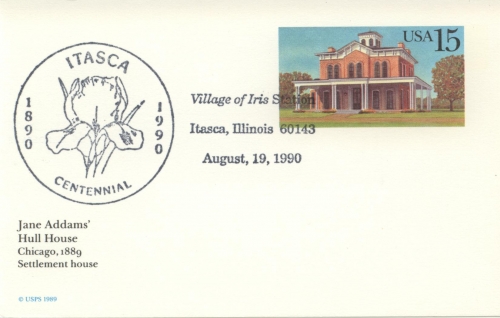 ITASCA
1890
1990
CENTENNIAL
USA 15
Village of Iris Station
Itasca, Illinois 60143
August, 19, 1990
Jane Addams'
Hull House
Chicago, 1889
Settlement house
© USPS 1989